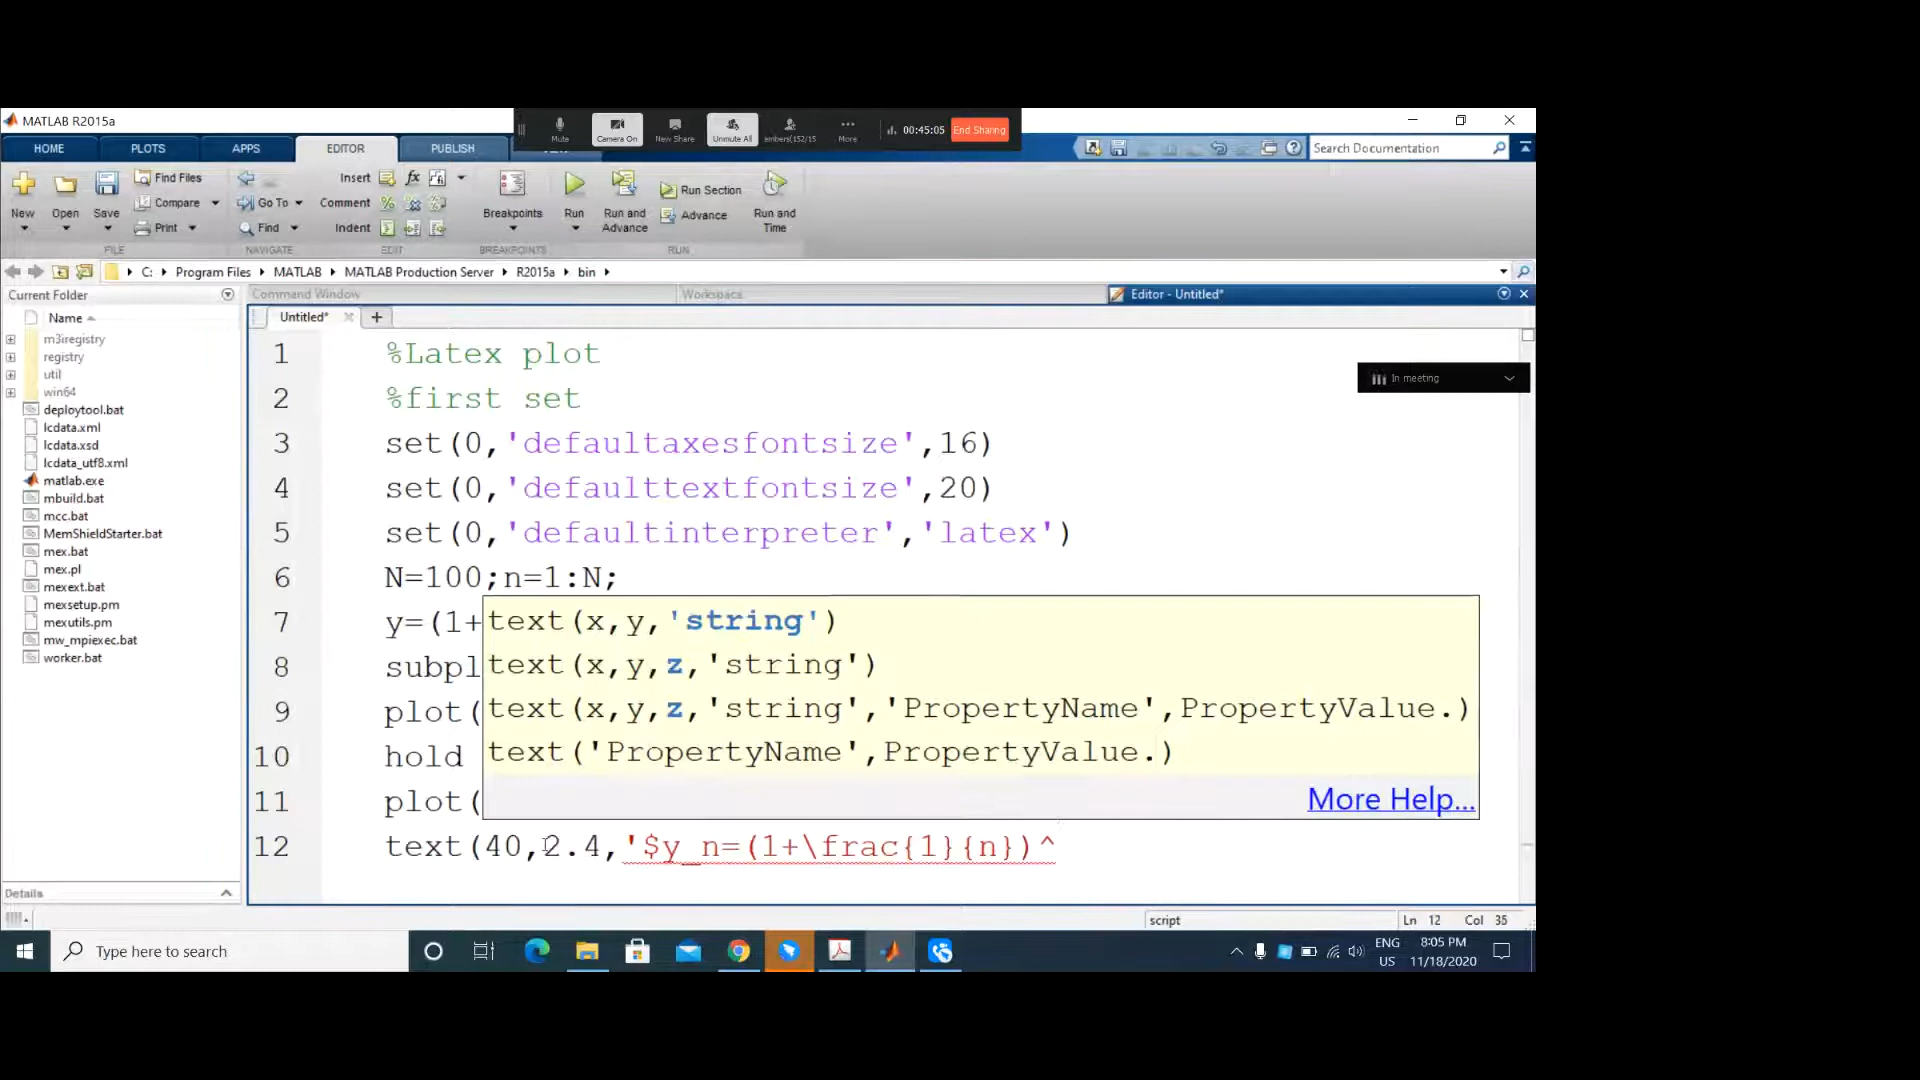 MATLAB R2015a
Mute
Camera On
New Share
Unmute All
embers(152/15
More
00:45:05
End Sharing
HOME
PLOTS
APPS
EDITOR
PUBLISH
Search Documentation
New
Open
Save
Find Files
Compare
Print
FILE
Go To
Find
NAVIGATE
Insert
Comment
Indent
EDIT
Breakpoints
BREAKPOINTS
Run
Run and Advance
Run Section
Advance
Run and Time
RUN
C:
Program Files
MATLAB
MATLAB Production Server
R2015a
bin
Current Folder
Command Window
Workspace
Editor - Untitled*
Name
m3iregistry
registry
util
win64
deploytool.bat
lcdata.xml
lcdata.xsd
lcdata_utf8.xml
matlab.exe
mbuild.bat
mcc.bat
MemShieldStarter.bat
mex.bat
mex.pl
mexext.bat
mexsetup.pm
mexutils.pm
mw_mpiexec.bat
worker.bat
Details
Untitled*
1 %Latex plot
2 %first set
3 set(0,'defaultaxesfontsize',16)
4 set(0,'defaulttextfontsize',20)
5 set(0,'defaultinterpreter','latex')
6 N=100;n=1:N;
7 y=(1+
8 subpl
9 plot(
10 hold
11 plot(
12 text(40,2.4,'$y_n=(1+\frac{1}{n})^
text(x,y,'string')
text(x,y,z,'string')
text(x,y,z,'string','PropertyName',PropertyValue.)
text('PropertyName',PropertyValue.)
More Help...
In meeting
script
Ln 12 Col 35
Type here to search
ENG
US
8:05 PM
11/18/2020